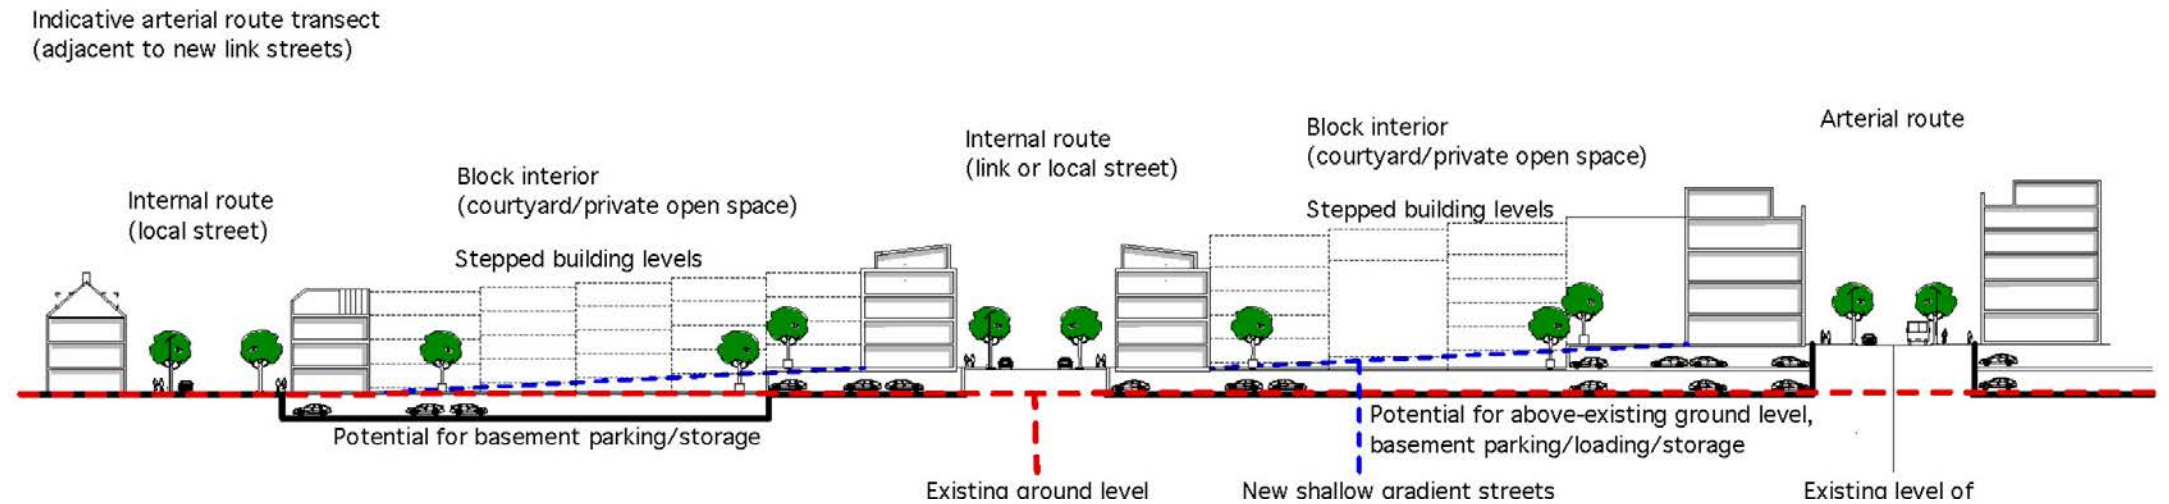 Indicative arterial route transect
(adjacent to new link streets)
Arterial route
Block interior
(courtyard/private open space)
Internal route
(link or local street)
Block interior
(courtyard/private open space)
Internal route
(local street)
Stepped building levels
Stepped building levels
Potential for above-existing ground level,
basement parking/loading/storage
Potential for basement parking/storage
Existing ground level
New shallow gradient streets
Existing level of